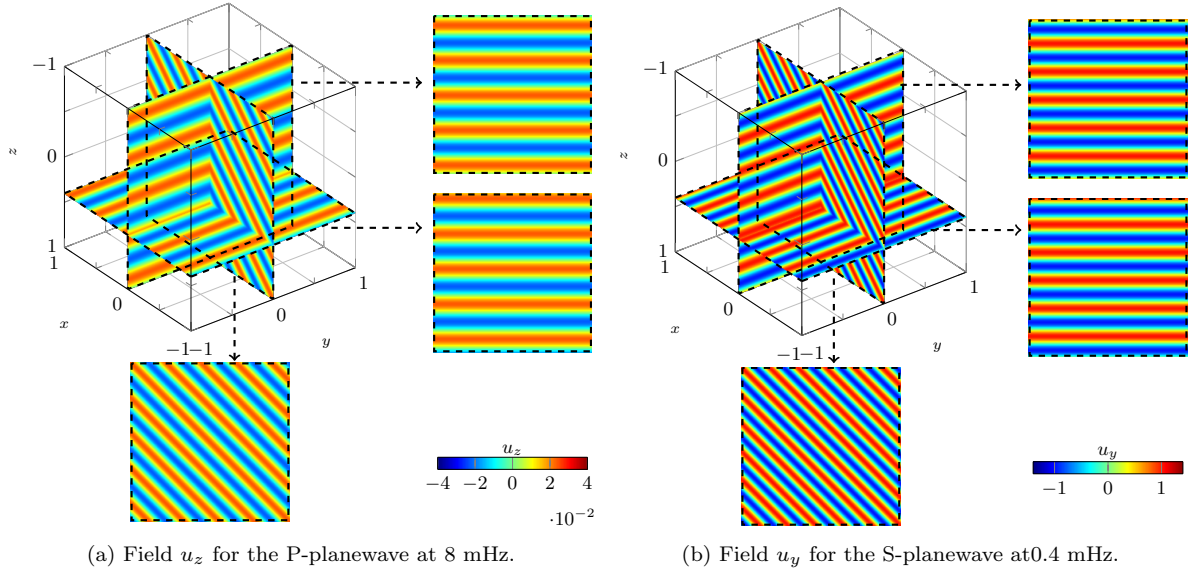 −1
0
1
z
1
0
−1
x
−1
0
1
y
u_z
−4 −2 0 2 4
·10−2
(a) Field u_z for the P-planewave at 8 mHz.
−1
0
1
z
1
0
−1
x
−1
0
1
y
u_y
−1 0 1
(b) Field u_y for the S-planewave at0.4 mHz.